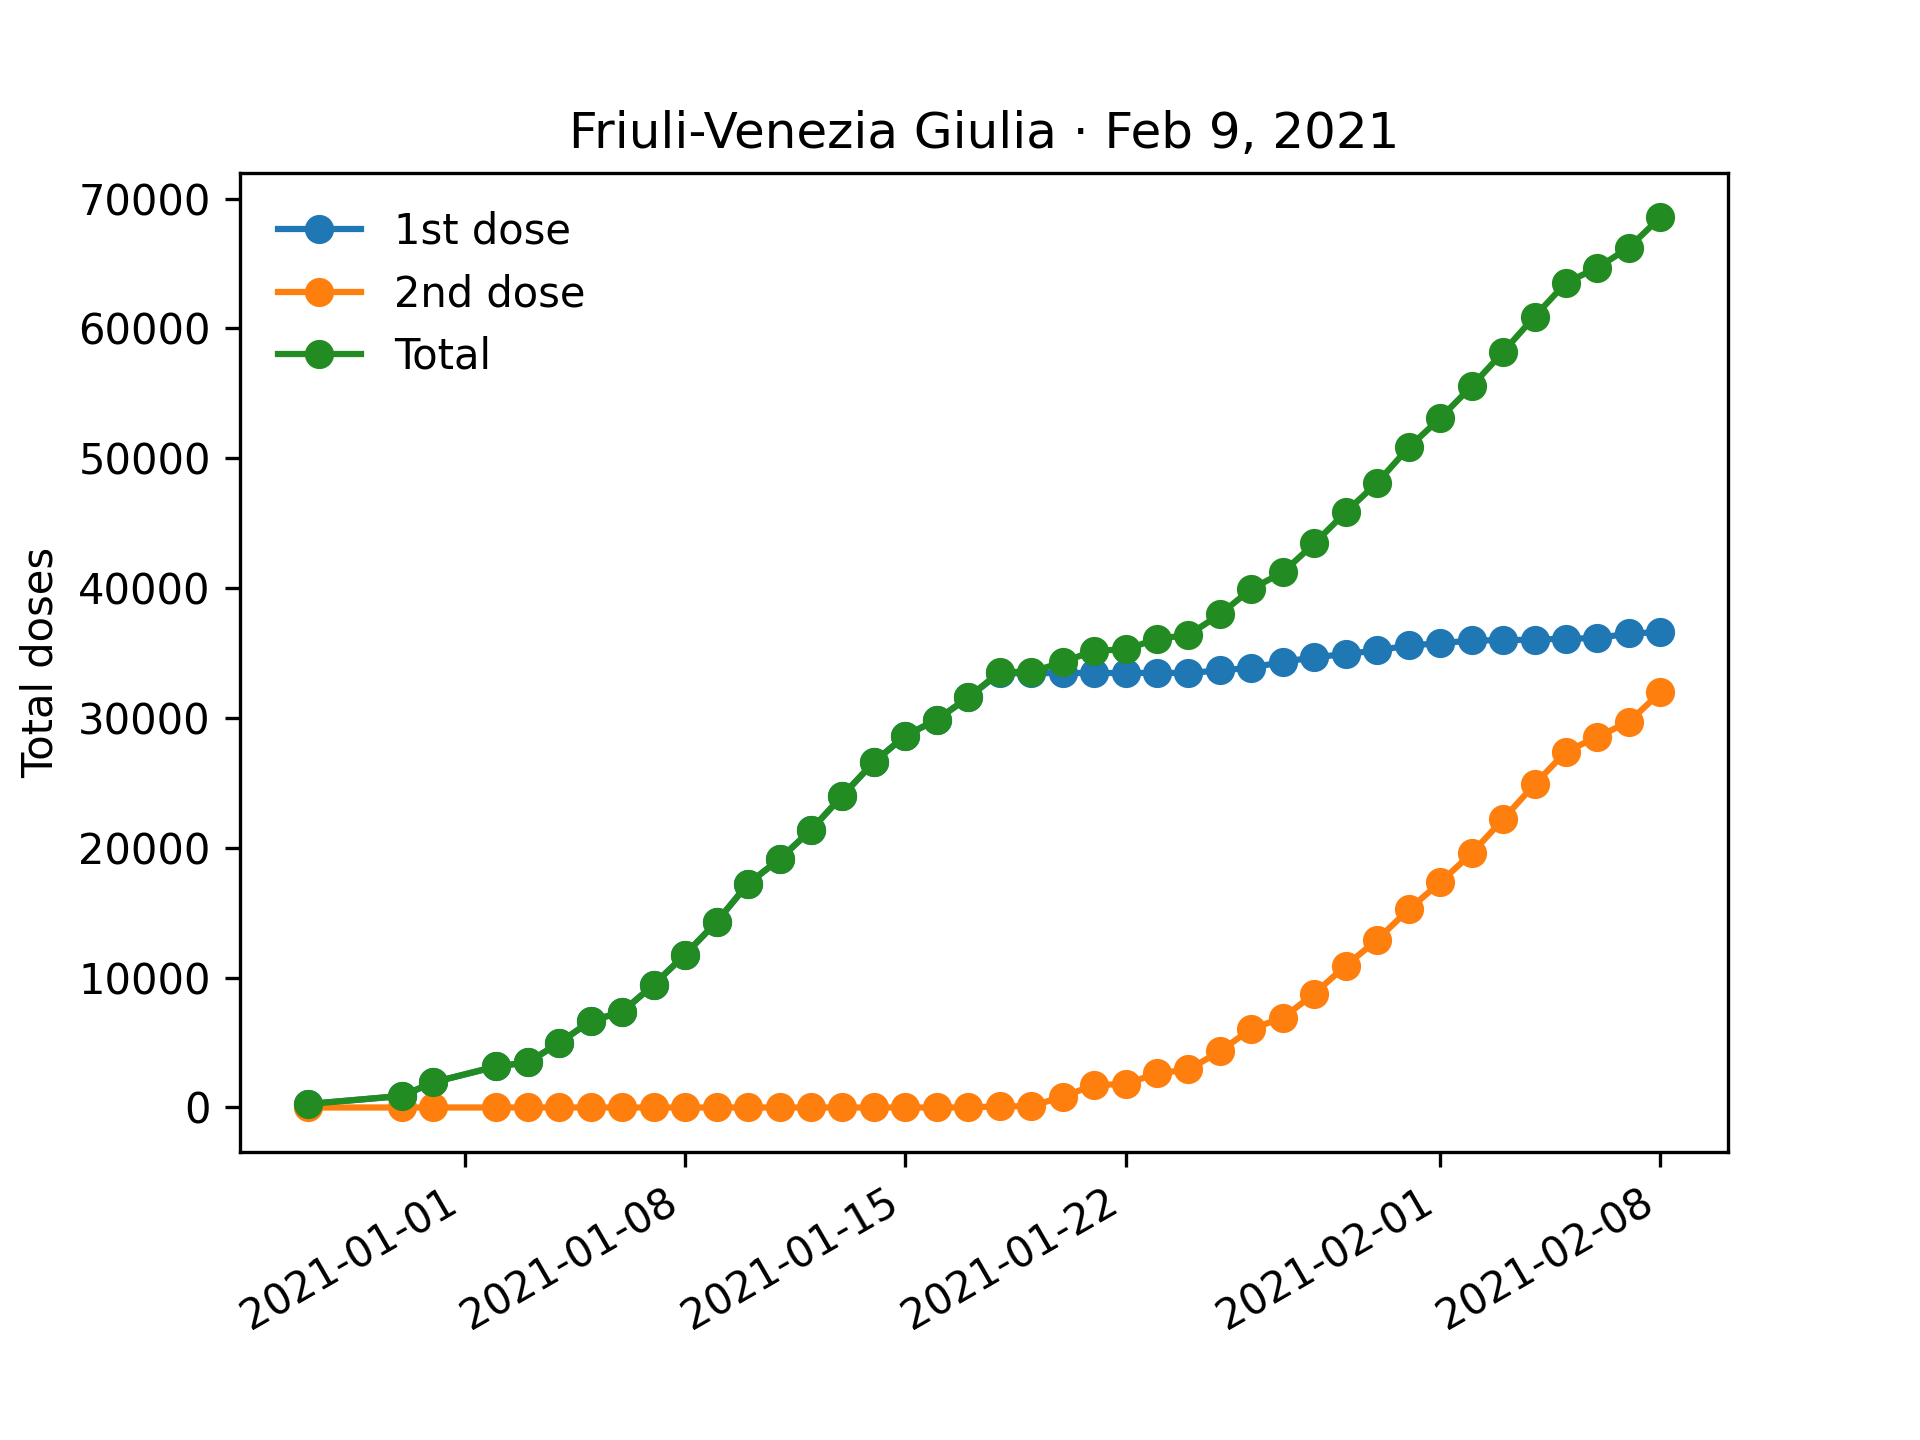 Friuli-Venezia Giulia · Feb 9, 2021
1st dose
2nd dose
Total
Total doses
70000
60000
50000
40000
30000
20000
10000
0
2021-01-01
2021-01-08
2021-01-15
2021-01-22
2021-02-01
2021-02-08